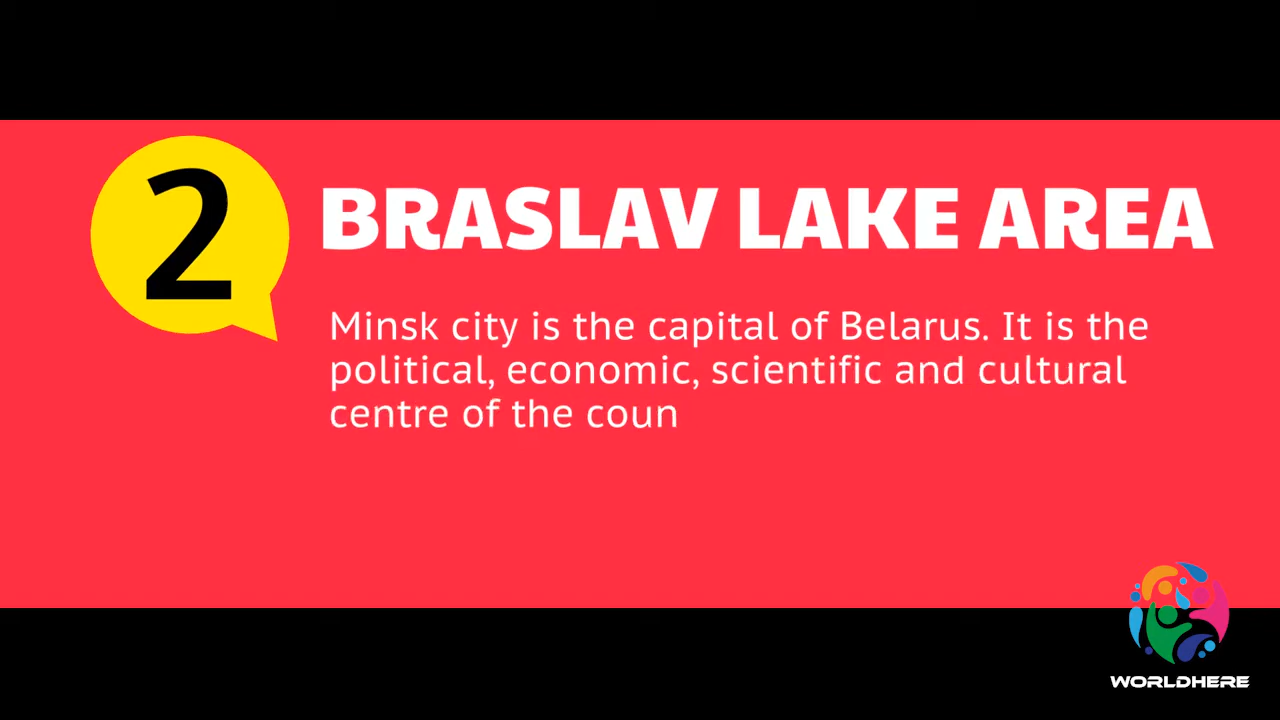 2
BRASLAV LAKE AREA
Minsk city is the capital of Belarus. It is the
political, economic, scientific and cultural
centre of the coun
WORLDHERE